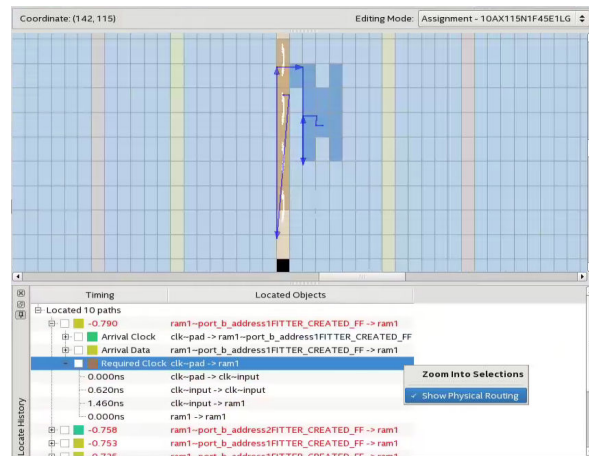 Coordinate: (142, 115) Editing Mode: Assignment - 10AX115N1F45E1LG
Timing Located Objects
Located 10 paths
-0.790 ram1~port_b_address1FITTER_CREATED_FF -> ram1
Arrival Clock clk~pad -> ram1~port_b_address1FITTER_CREATED_FF
Arrival Data ram1~port_b_address1FITTER_CREATED_FF -> ram1
Required Clock clk~pad -> ram1
Zoom Into Selections
0.000ns clk~pad -> clk~input
0.620ns clk~input -> clk~input
✓ Show Physical Routing
1.460ns clk~input -> ram1
0.000ns ram1 -> ram1
-0.758 ram1~port_b_address2FITTER_CREATED_FF -> ram1
-0.753 ram1~port_b_address1FITTER_CREATED_FF -> ram1
Locate History